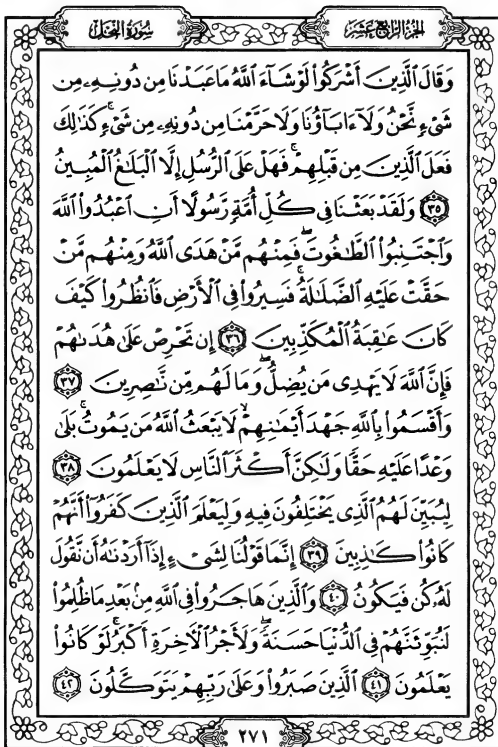 الجزء الرابع عشر
سورة النحل
وَقَالَ ٱلَّذِينَ أَشْرَكُوا۟ لَوْ شَآءَ ٱللَّهُ مَا عَبَدْنَا مِن دُونِهِۦ مِن
شَىْءٍ نَّحْنُ وَلَآ ءَابَآؤُنَا وَلَا حَرَّمْنَا مِن دُونِهِۦ مِن شَىْءٍۚ كَذَٰلِكَ
فَعَلَ ٱلَّذِينَ مِن قَبْلِهِمْۚ فَهَلْ عَلَى ٱلرُّسُلِ إِلَّا ٱلْبَلَٰغُ ٱلْمُبِينُ
٣٥ وَلَقَدْ بَعَثْنَا فِى كُلِّ أُمَّةٍ رَّسُولًا أَنِ ٱعْبُدُوا۟ ٱللَّهَ
وَٱجْتَنِبُوا۟ ٱلطَّٰغُوتَۖ فَمِنْهُم مَّنْ هَدَى ٱللَّهُ وَمِنْهُم مَّنْ
حَقَّتْ عَلَيْهِ ٱلضَّلَٰلَةُۚ فَسِيرُوا۟ فِى ٱلْأَرْضِ فَٱنظُرُوا۟ كَيْفَ
كَانَ عَٰقِبَةُ ٱلْمُكَذِّبِينَ ٣٦ إِن تَحْرِصْ عَلَىٰ هُدَىٰهُمْ
فَإِنَّ ٱللَّهَ لَا يَهْدِى مَن يُضِلُّۖ وَمَا لَهُم مِّن نَّٰصِرِينَ ٣٧
وَأَقْسَمُوا۟ بِٱللَّهِ جَهْدَ أَيْمَٰنِهِمْۙ لَا يَبْعَثُ ٱللَّهُ مَن يَمُوتُۚ بَلَىٰ
وَعْدًا عَلَيْهِ حَقًّا وَلَٰكِنَّ أَكْثَرَ ٱلنَّاسِ لَا يَعْلَمُونَ ٣٨
لِيُبَيِّنَ لَهُمُ ٱلَّذِى يَخْتَلِفُونَ فِيهِ وَلِيَعْلَمَ ٱلَّذِينَ كَفَرُوٓا۟ أَنَّهُمْ
كَانُوا۟ كَٰذِبِينَ ٣٩ إِنَّمَا قَوْلُنَا لِشَىْءٍ إِذَآ أَرَدْنَٰهُ أَن نَّقُولَ
لَهُۥ كُن فَيَكُونُ ٤٠ وَٱلَّذِينَ هَاجَرُوا۟ فِى ٱللَّهِ مِنۢ بَعْدِ مَا ظُلِمُوا۟
لَنُبَوِّئَنَّهُمْ فِى ٱلدُّنْيَا حَسَنَةًۖ وَلَأَجْرُ ٱلْءَاخِرَةِ أَكْبَرُۚ لَوْ كَانُوا۟
يَعْلَمُونَ ٤١ ٱلَّذِينَ صَبَرُوا۟ وَعَلَىٰ رَبِّهِمْ يَتَوَكَّلُونَ ٤٢
٢٧١